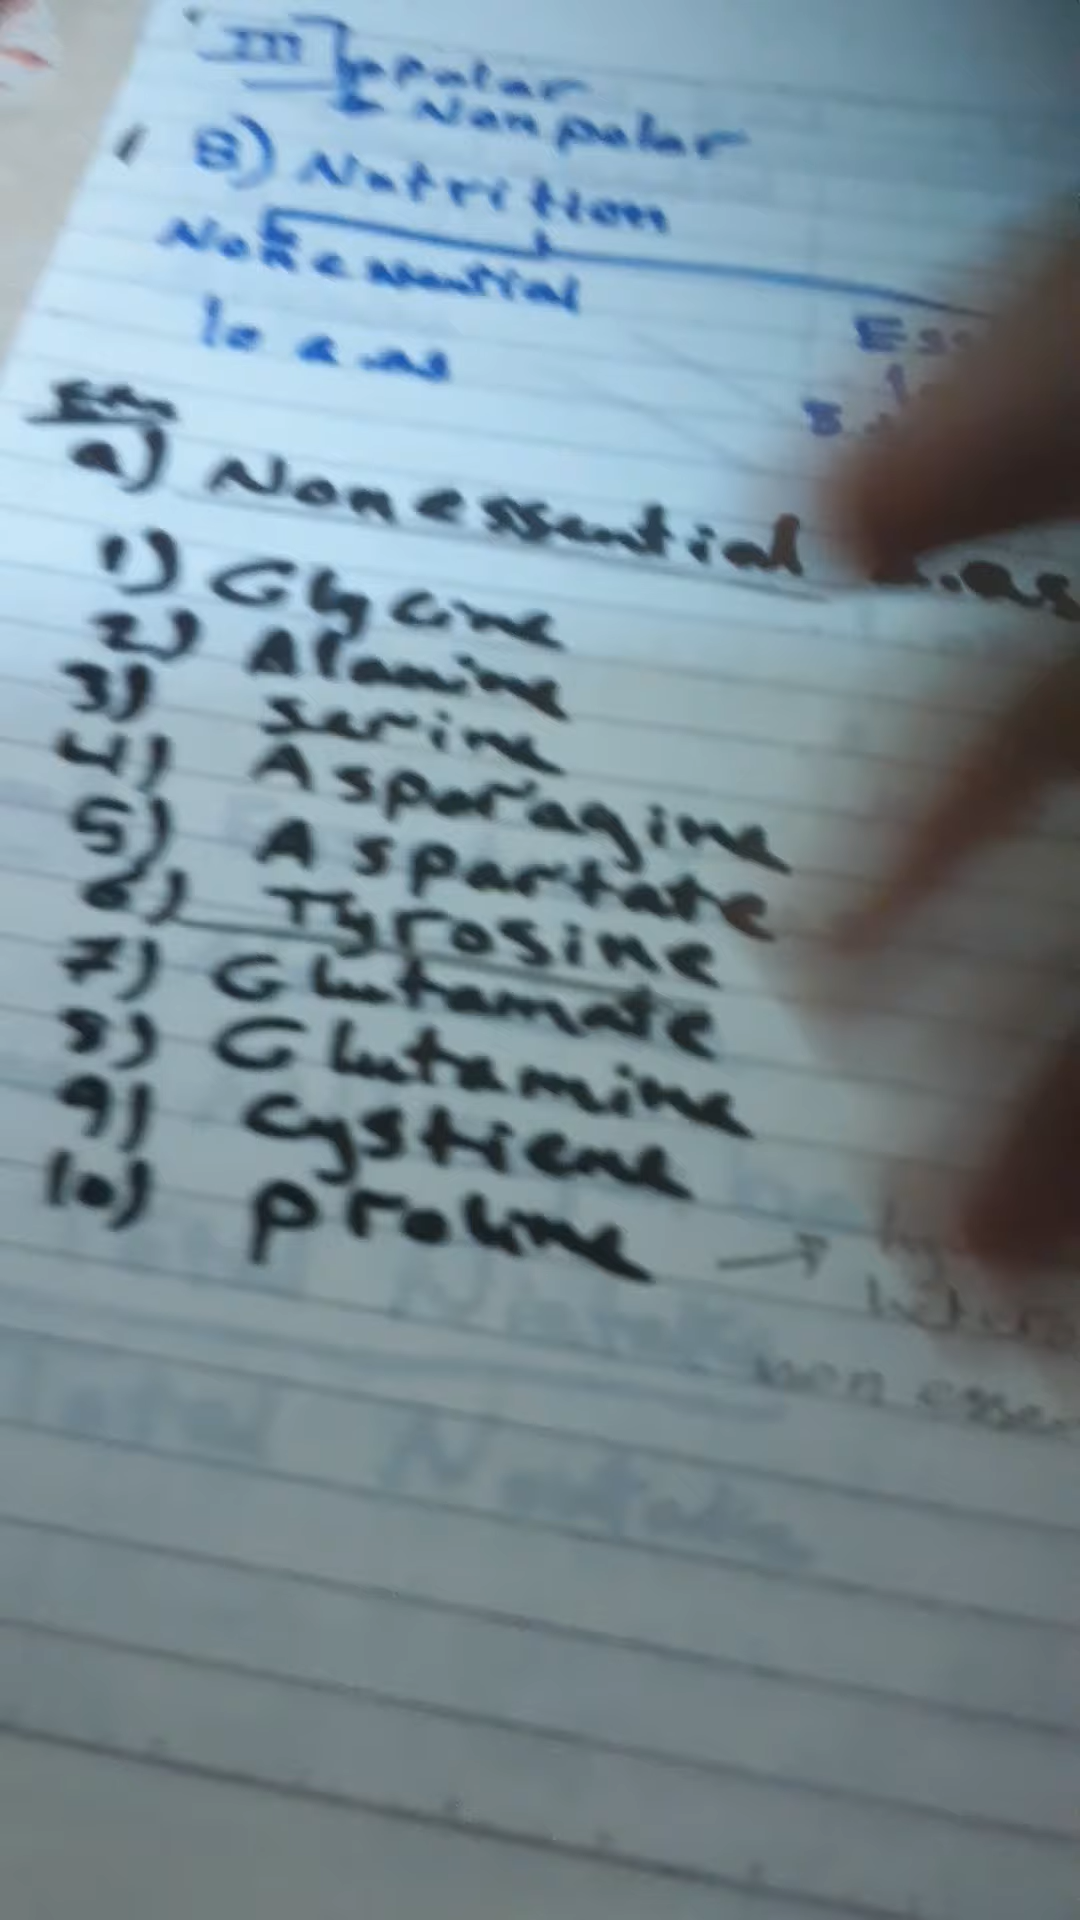 III polar
Nonpolar
B) Nutrition
Nonessential
10 a.as
a) Nonessential a.as
1) Glycine
2) Alanine
3) Serine
4) Asparagine
5) Aspartate
6) Tyrosine
7) Glutamate
8) Glutamine
9) Cystiene
10) Proline →